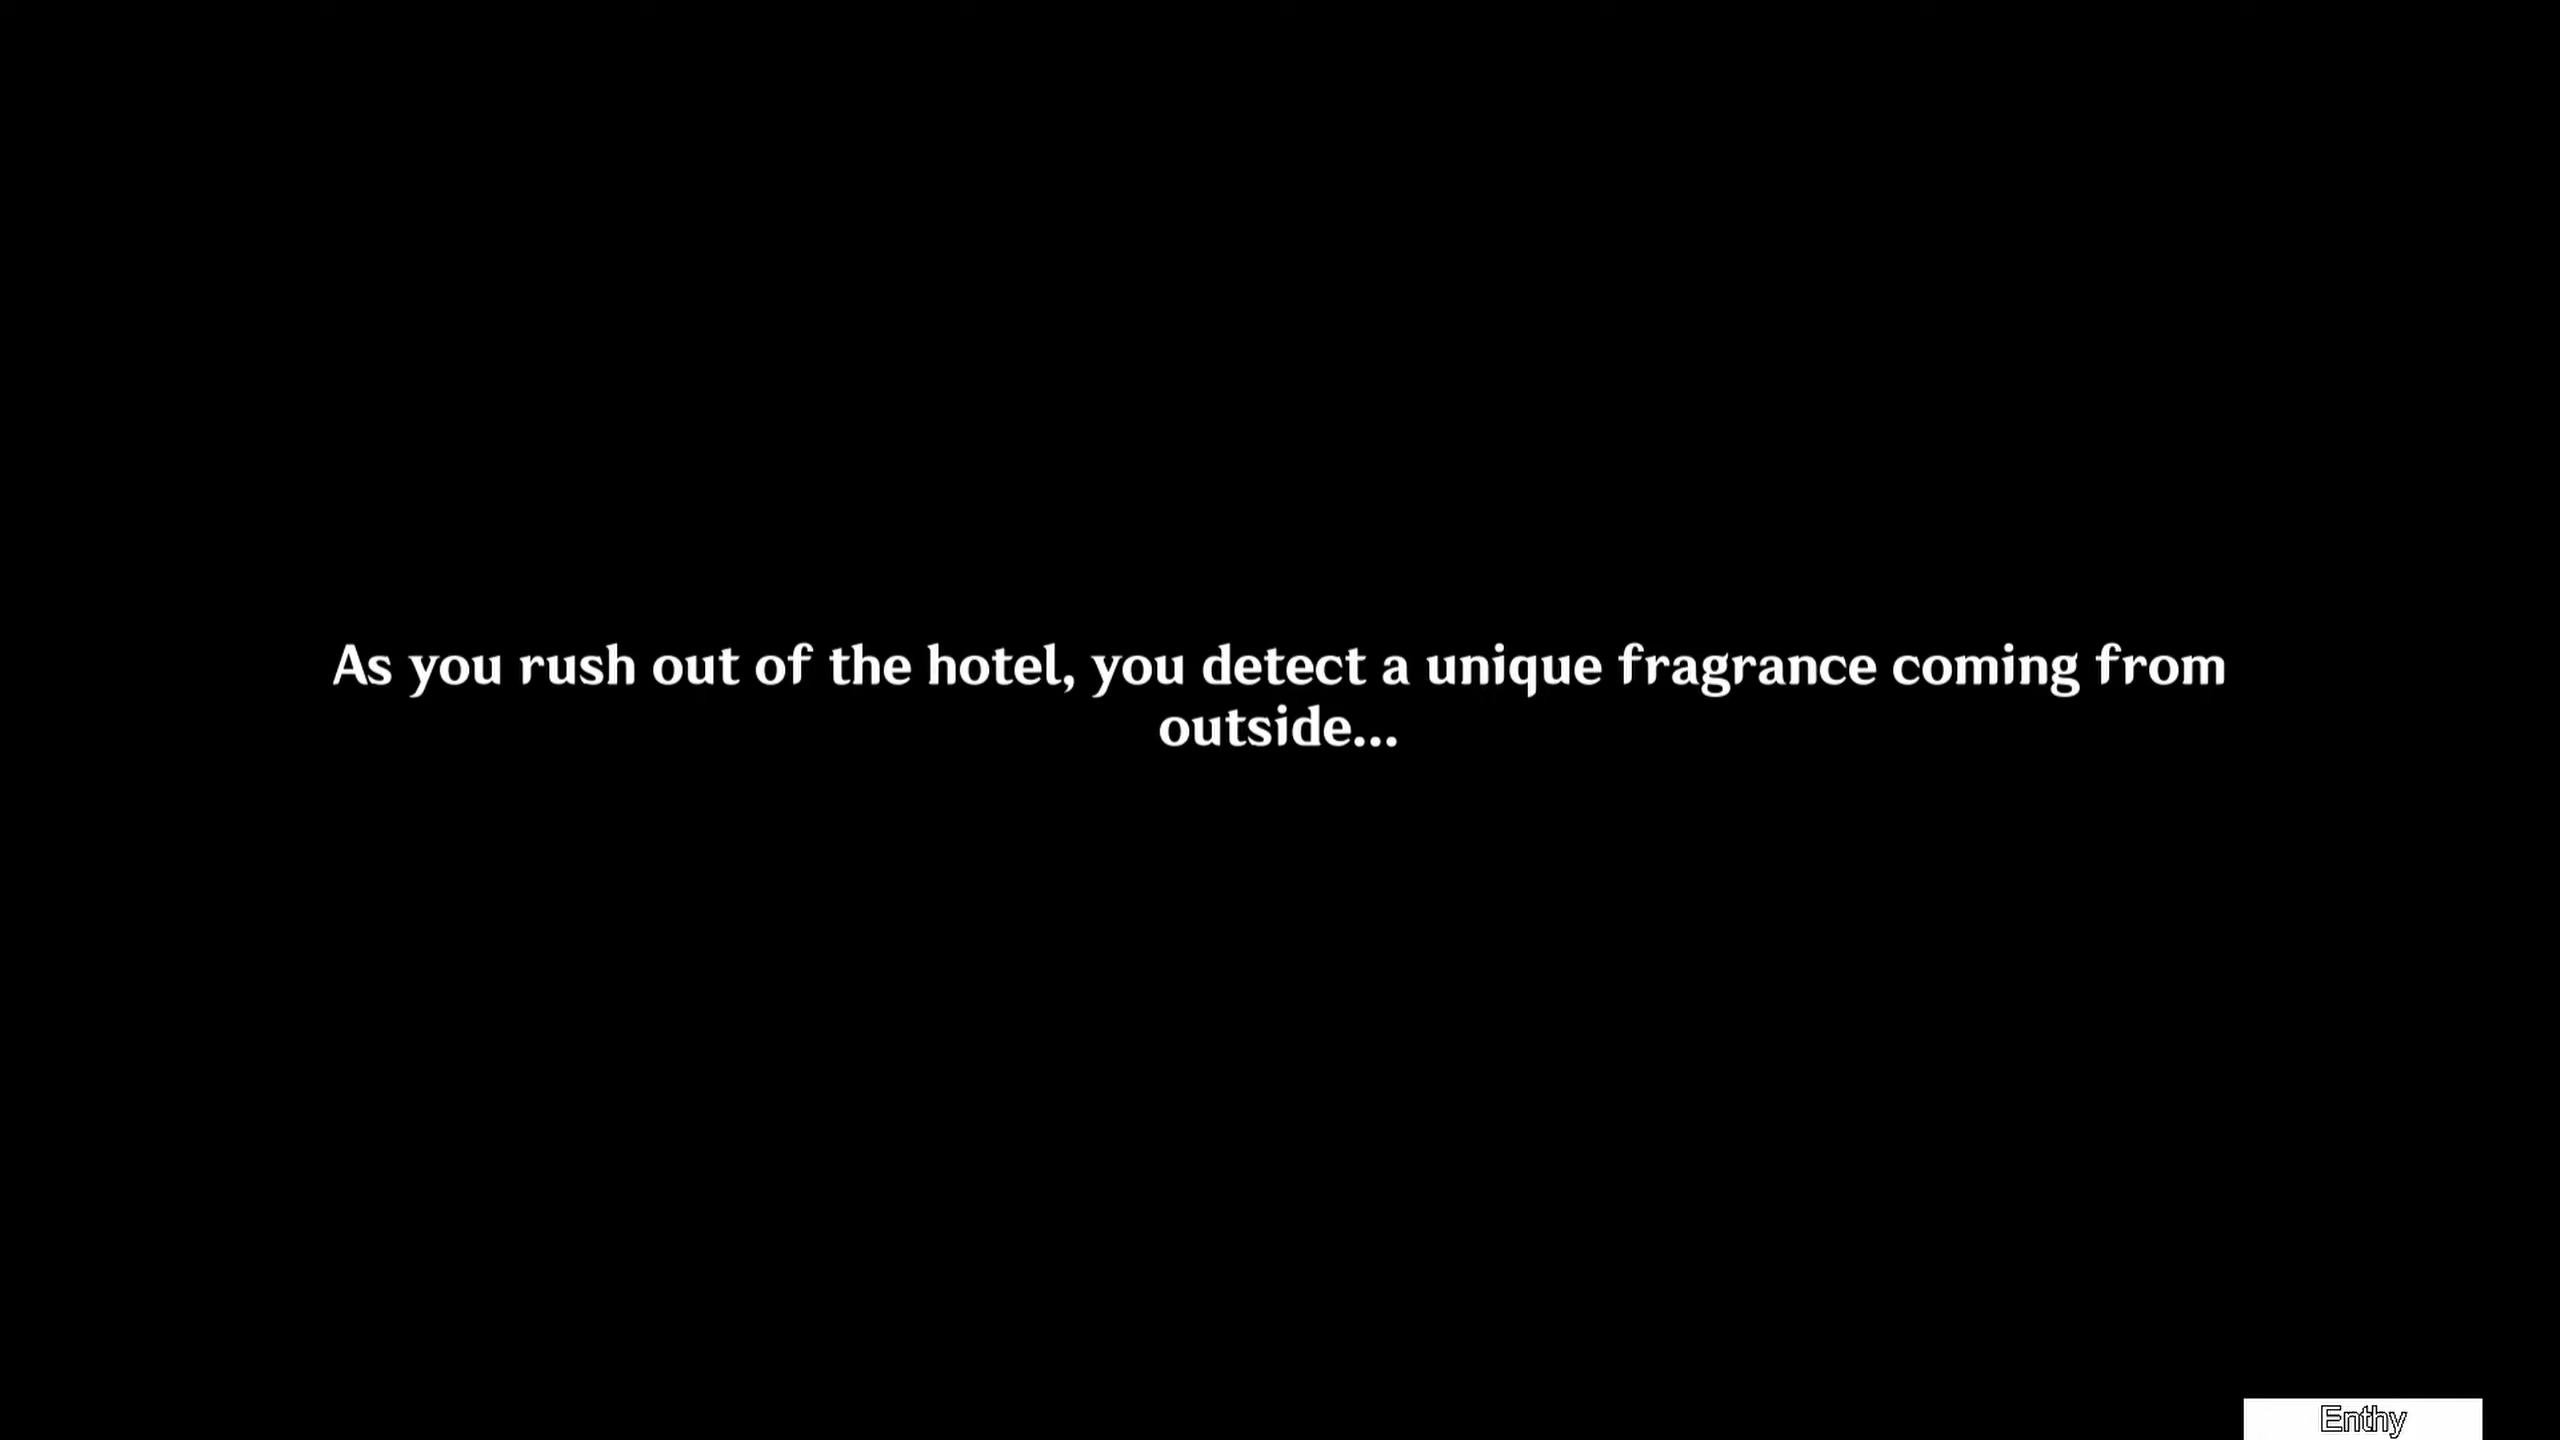 As you rush out of the hotel, you detect a unique fragrance coming from
outside...
Enthy